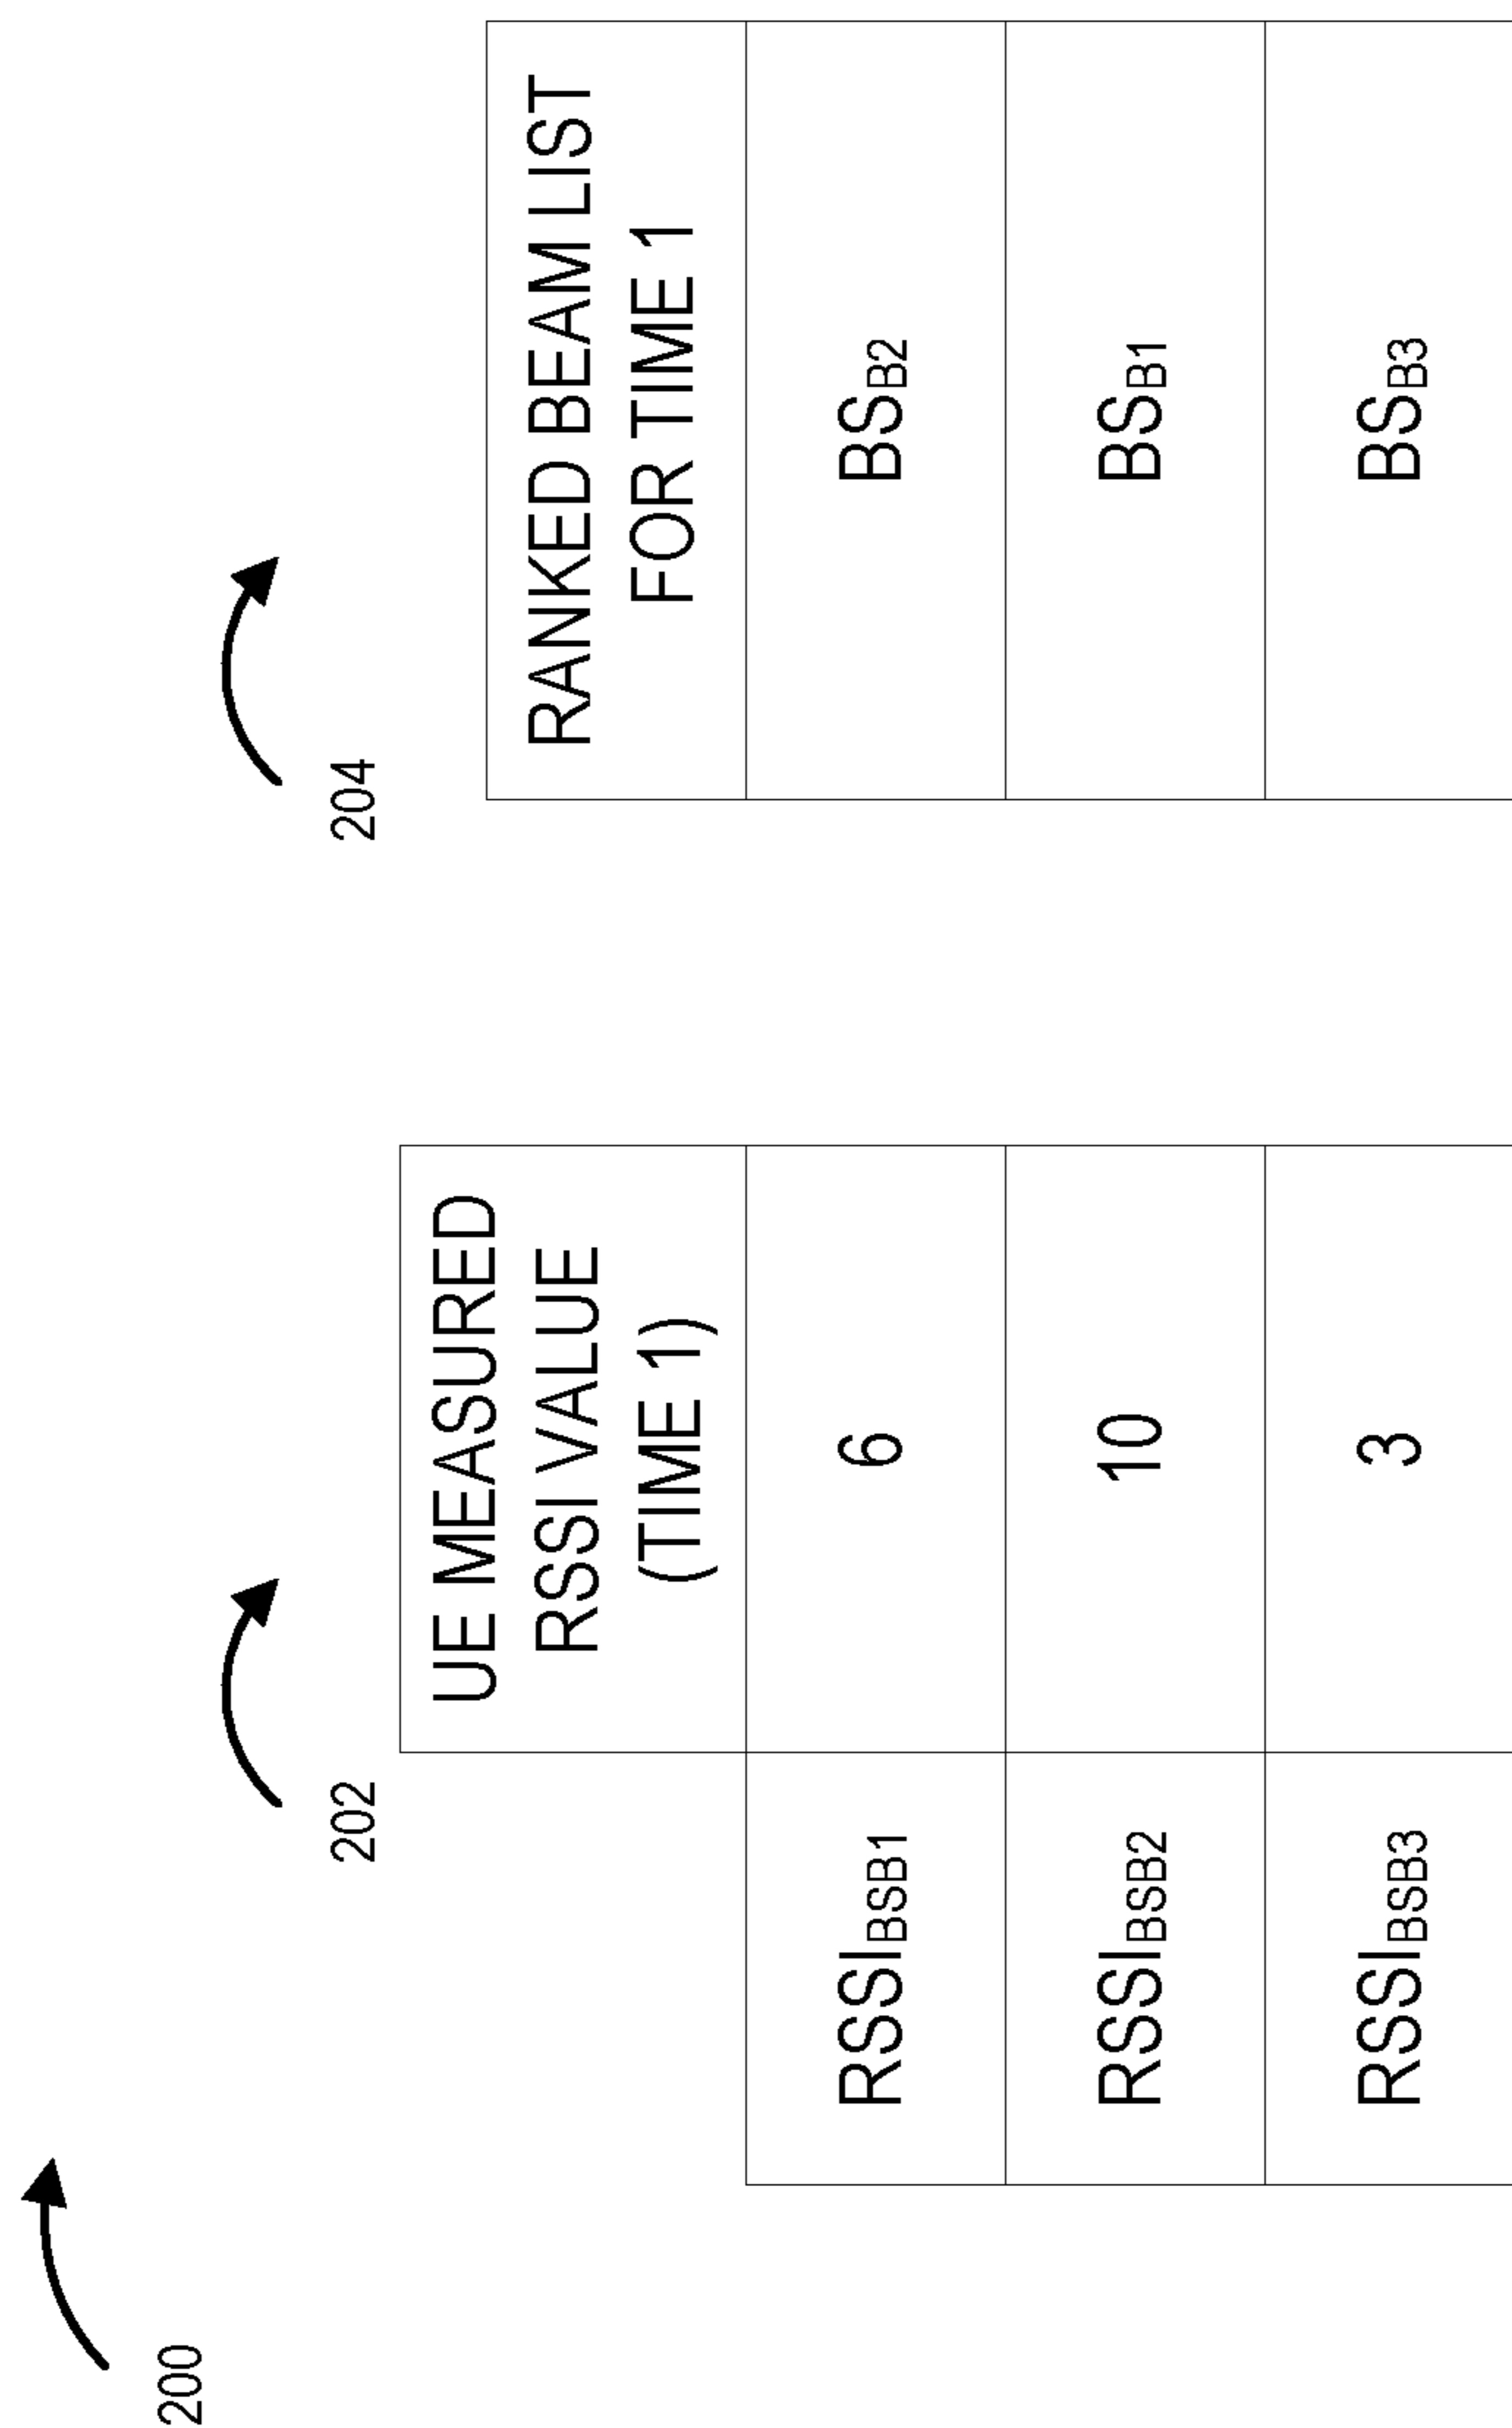 200
202
UE MEASURED
RSSI VALUE
(TIME 1)
RSSIBSB1 6
RSSIBSB2 10
RSSIBSB3 3
204
RANKED BEAM LIST
FOR TIME 1
BSB2
BSB1
BSB3